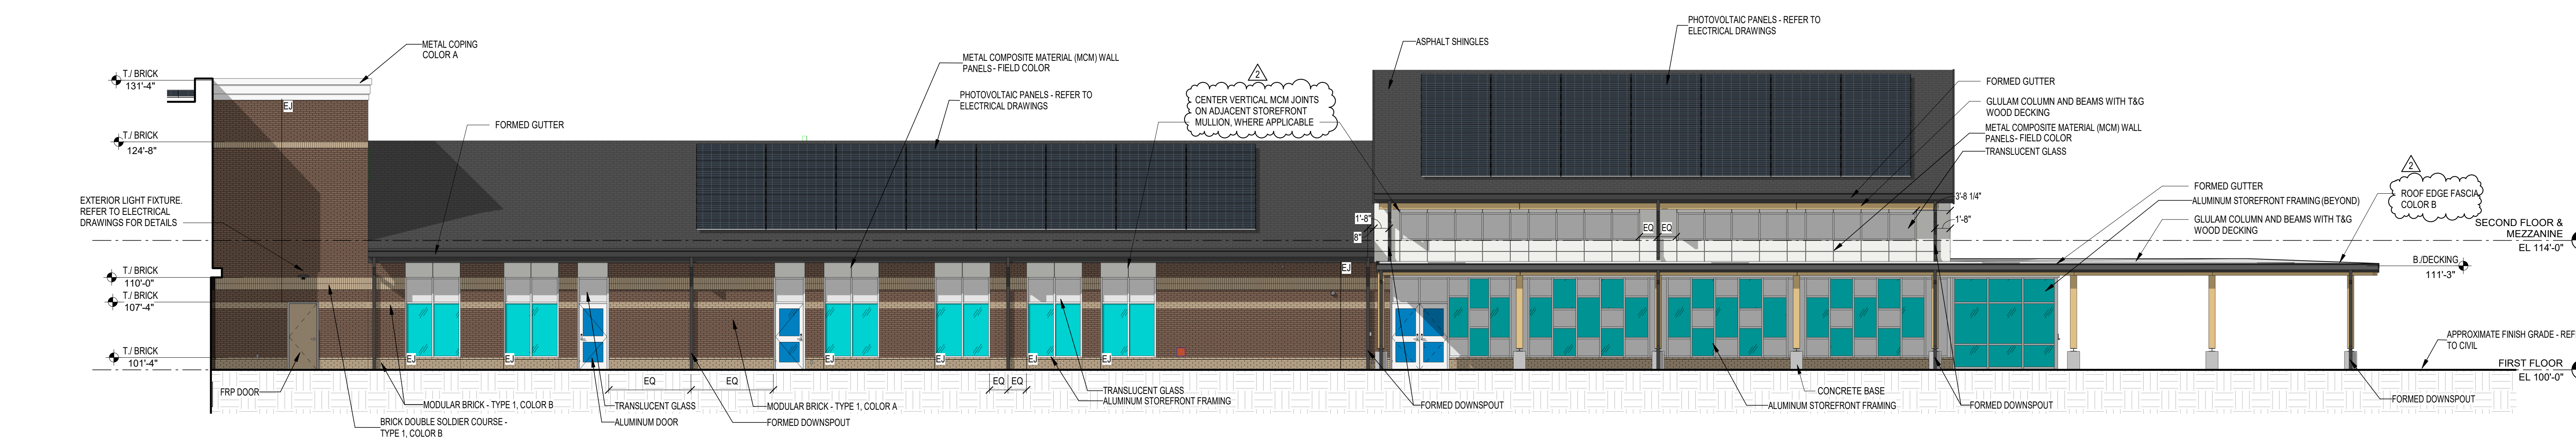 METAL COPING
COLOR A
T./ BRICK
131'-4"
EJ
FORMED GUTTER
T./ BRICK
124'-8"
EXTERIOR LIGHT FIXTURE.
REFER TO ELECTRICAL
DRAWINGS FOR DETAILS
T./ BRICK
110'-0"
T./ BRICK
107'-4"
T./ BRICK
101'-4"
FRP DOOR
METAL COMPOSITE MATERIAL (MCM) WALL
PANELS - FIELD COLOR
PHOTOVOLTAIC PANELS - REFER TO
ELECTRICAL DRAWINGS
2
CENTER VERTICAL MCM JOINTS
ON ADJACENT STOREFRONT
MULLION, WHERE APPLICABLE
ASPHALT SHINGLES
PHOTOVOLTAIC PANELS - REFER TO
ELECTRICAL DRAWINGS
FORMED GUTTER
GLULAM COLUMN AND BEAMS WITH T&G
WOOD DECKING
METAL COMPOSITE MATERIAL (MCM) WALL
PANELS - FIELD COLOR
TRANSLUCENT GLASS
3'-8 1/4"
1'-8"
1'-8"
8"
EQ
EQ
2
ROOF EDGE FASCIA
COLOR B
FORMED GUTTER
ALUMINUM STOREFRONT FRAMING (BEYOND)
GLULAM COLUMN AND BEAMS WITH T&G
WOOD DECKING
SECOND FLOOR &
MEZZANINE
EL 114'-0"
B./DECKING
111'-3"
APPROXIMATE FINISH GRADE - REF
TO CIVIL
FIRST FLOOR
EL 100'-0"
EJ
EJ
EJ
EJ
EJ
EJ
EJ
EQ
EQ
EQ
EQ
MODULAR BRICK - TYPE 1, COLOR B
BRICK DOUBLE SOLDIER COURSE -
TYPE 1, COLOR B
TRANSLUCENT GLASS
ALUMINUM DOOR
MODULAR BRICK - TYPE 1, COLOR A
FORMED DOWNSPOUT
TRANSLUCENT GLASS
ALUMINUM STOREFRONT FRAMING
FORMED DOWNSPOUT
CONCRETE BASE
ALUMINUM STOREFRONT FRAMING
FORMED DOWNSPOUT
FORMED DOWNSPOUT